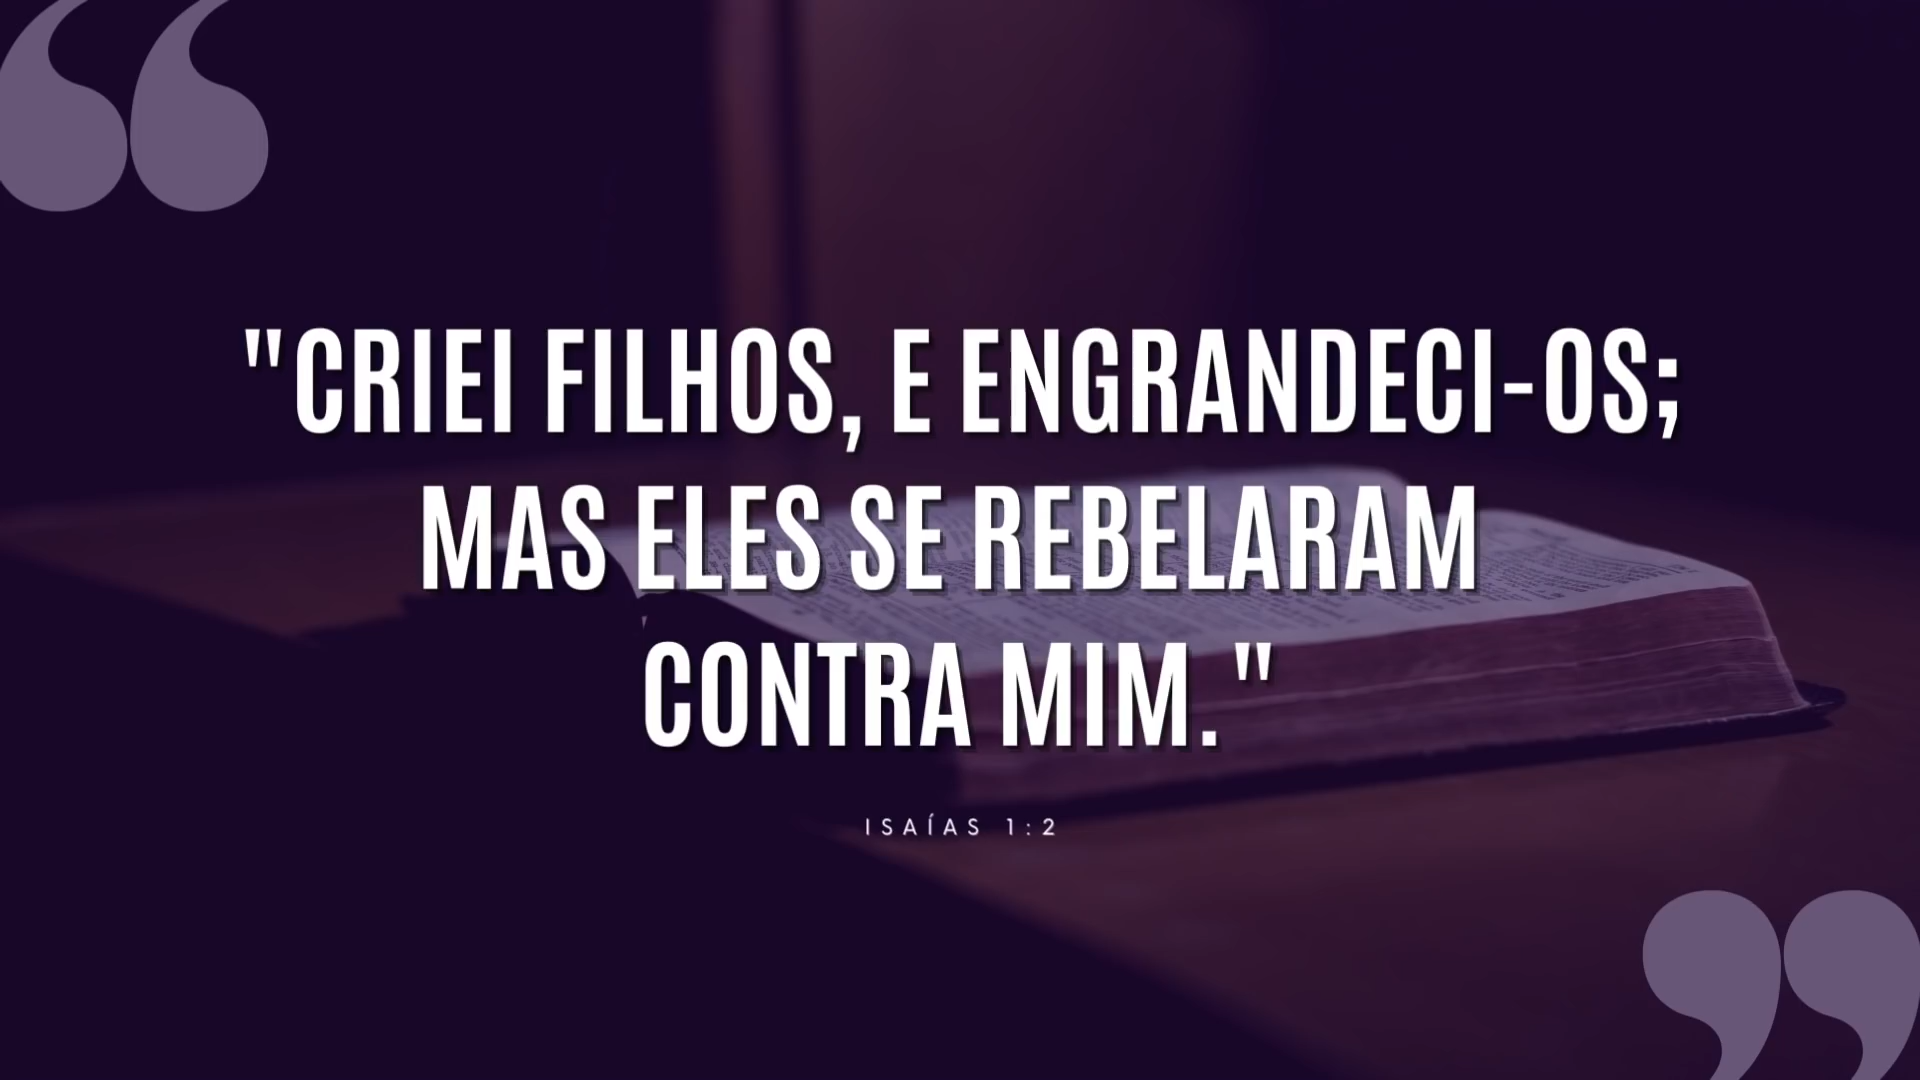 "CRIEI FILHOS, E ENGRANDECI-OS;
MAS ELES SE REBELARAM
CONTRA MIM."
ISAÍAS 1:2